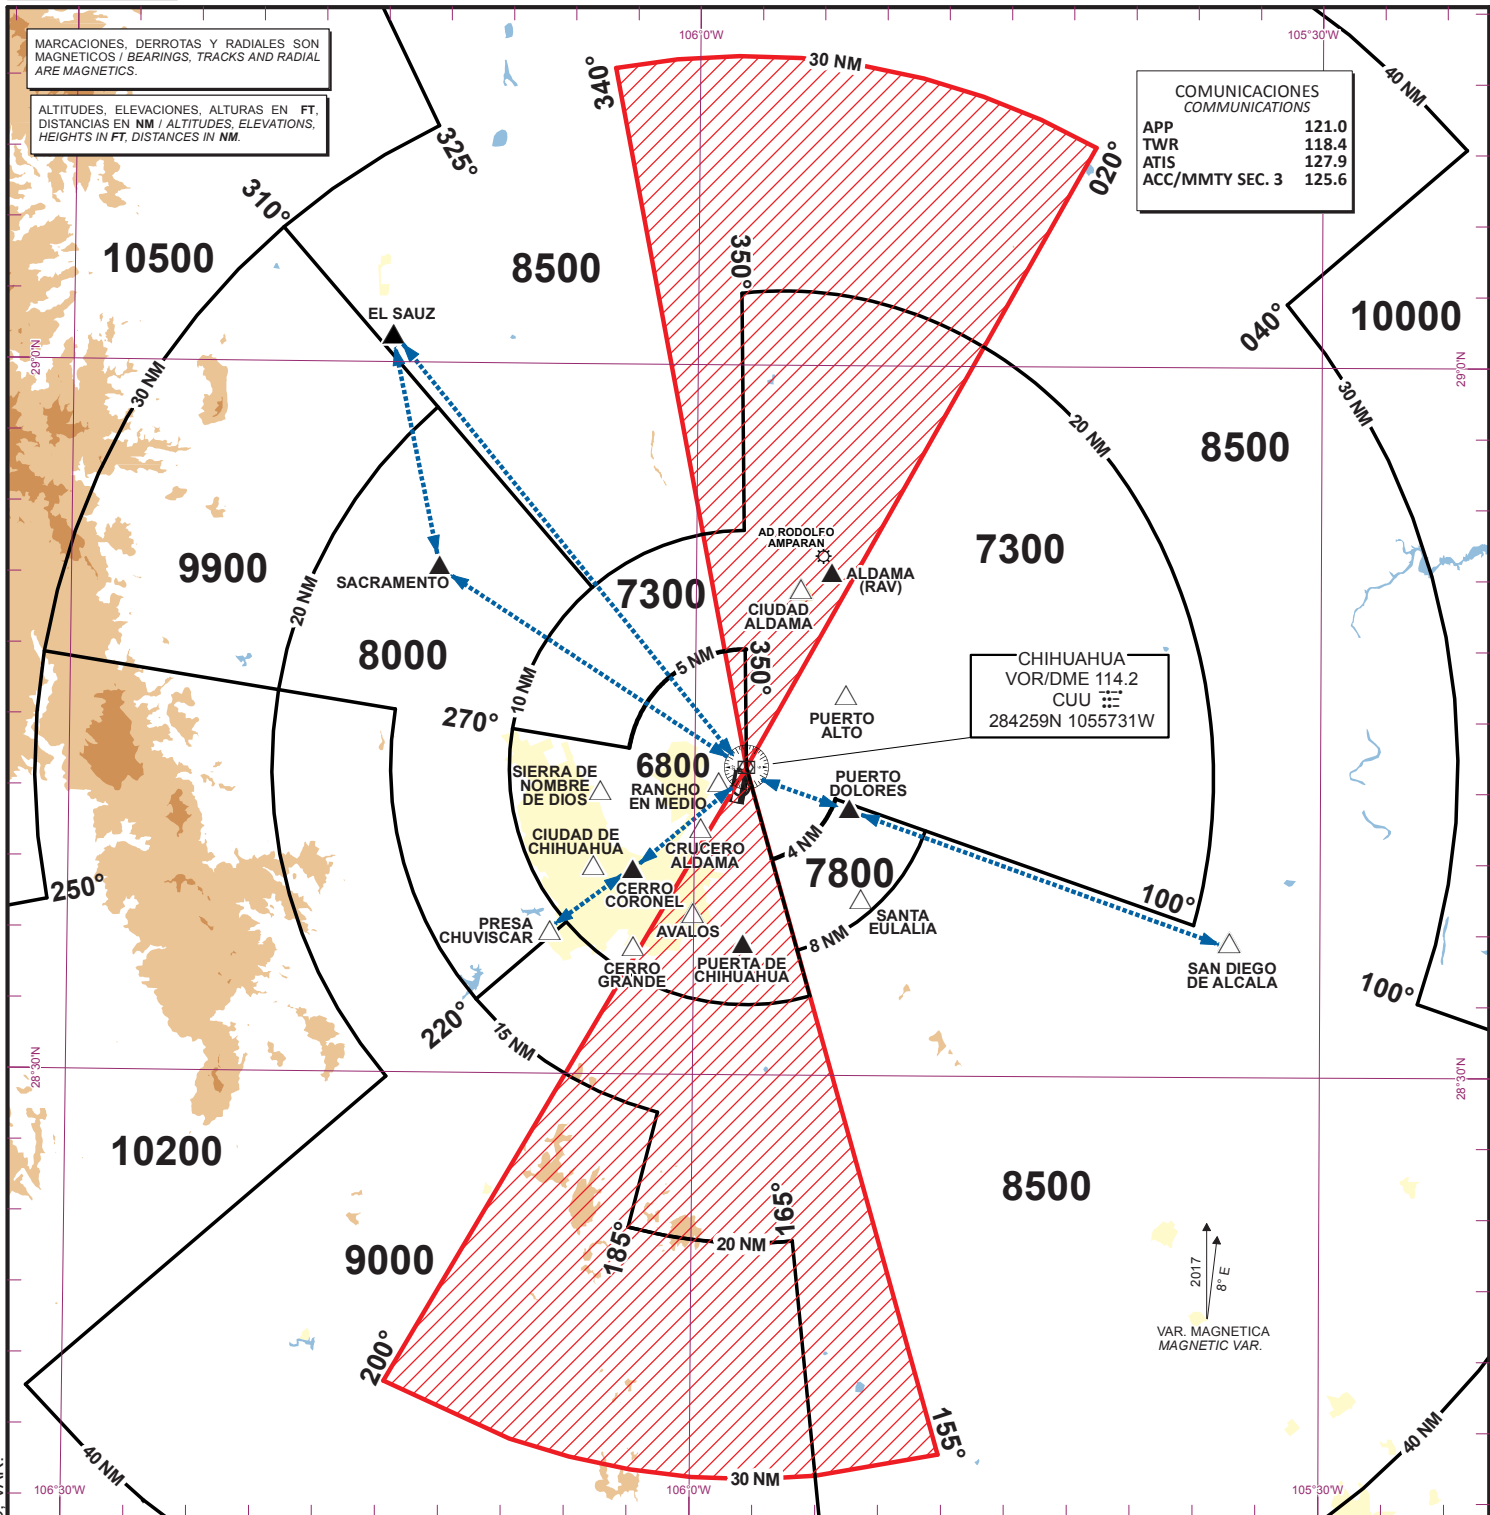 MARCACIONES, DERROTAS Y RADIALES SON
MAGNETICOS / BEARINGS, TRACKS AND RADIAL
ARE MAGNETICS.
ALTITUDES, ELEVACIONES, ALTURAS EN FT,
DISTANCIAS EN NM / ALTITUDES, ELEVATIONS,
HEIGHTS IN FT, DISTANCES IN NM.
106°0'W
105°30'W
COMUNICACIONES
COMMUNICATIONS
APP 121.0
TWR 118.4
ATIS 127.9
ACC/MMTY SEC. 3 125.6
340°
30 NM
020°
40 NM
325°
310°
10500
8500
350°
040°
10000
EL SAUZ
29°0'N
29°0'N
30 NM
30 NM
20 NM
8500
9900
SACRAMENTO
20 NM
7300
AD RODOLFO
AMPARAN
ALDAMA
(RAV)
CIUDAD
ALDAMA
7300
8000
5 NM
350°
10 NM
270°
CHIHUAHUA
VOR/DME 114.2
CUU
284259N 1055731W
PUERTO
ALTO
6800
SIERRA DE
NOMBRE
DE DIOS
RANCHO
EN MEDIO
PUERTO
DOLORES
CIUDAD DE
CHIHUAHUA
CRUCERO
ALDAMA
4 NM
7800
CERRO
CORONEL
250°
100°
PRESA
CHUVISCAR
AVALOS
SANTA
EULALIA
8 NM
CERRO
GRANDE
PUERTA DE
CHIHUAHUA
SAN DIEGO
DE ALCALA
100°
220°
15 NM
28°30'N
28°30'N
10200
8500
185°
165°
20 NM
9000
2017
8° E
VAR. MAGNETICA
MAGNETIC VAR.
200°
155°
40 NM
40 NM
30 NM
106°30'W
106°0'W
105°30'W